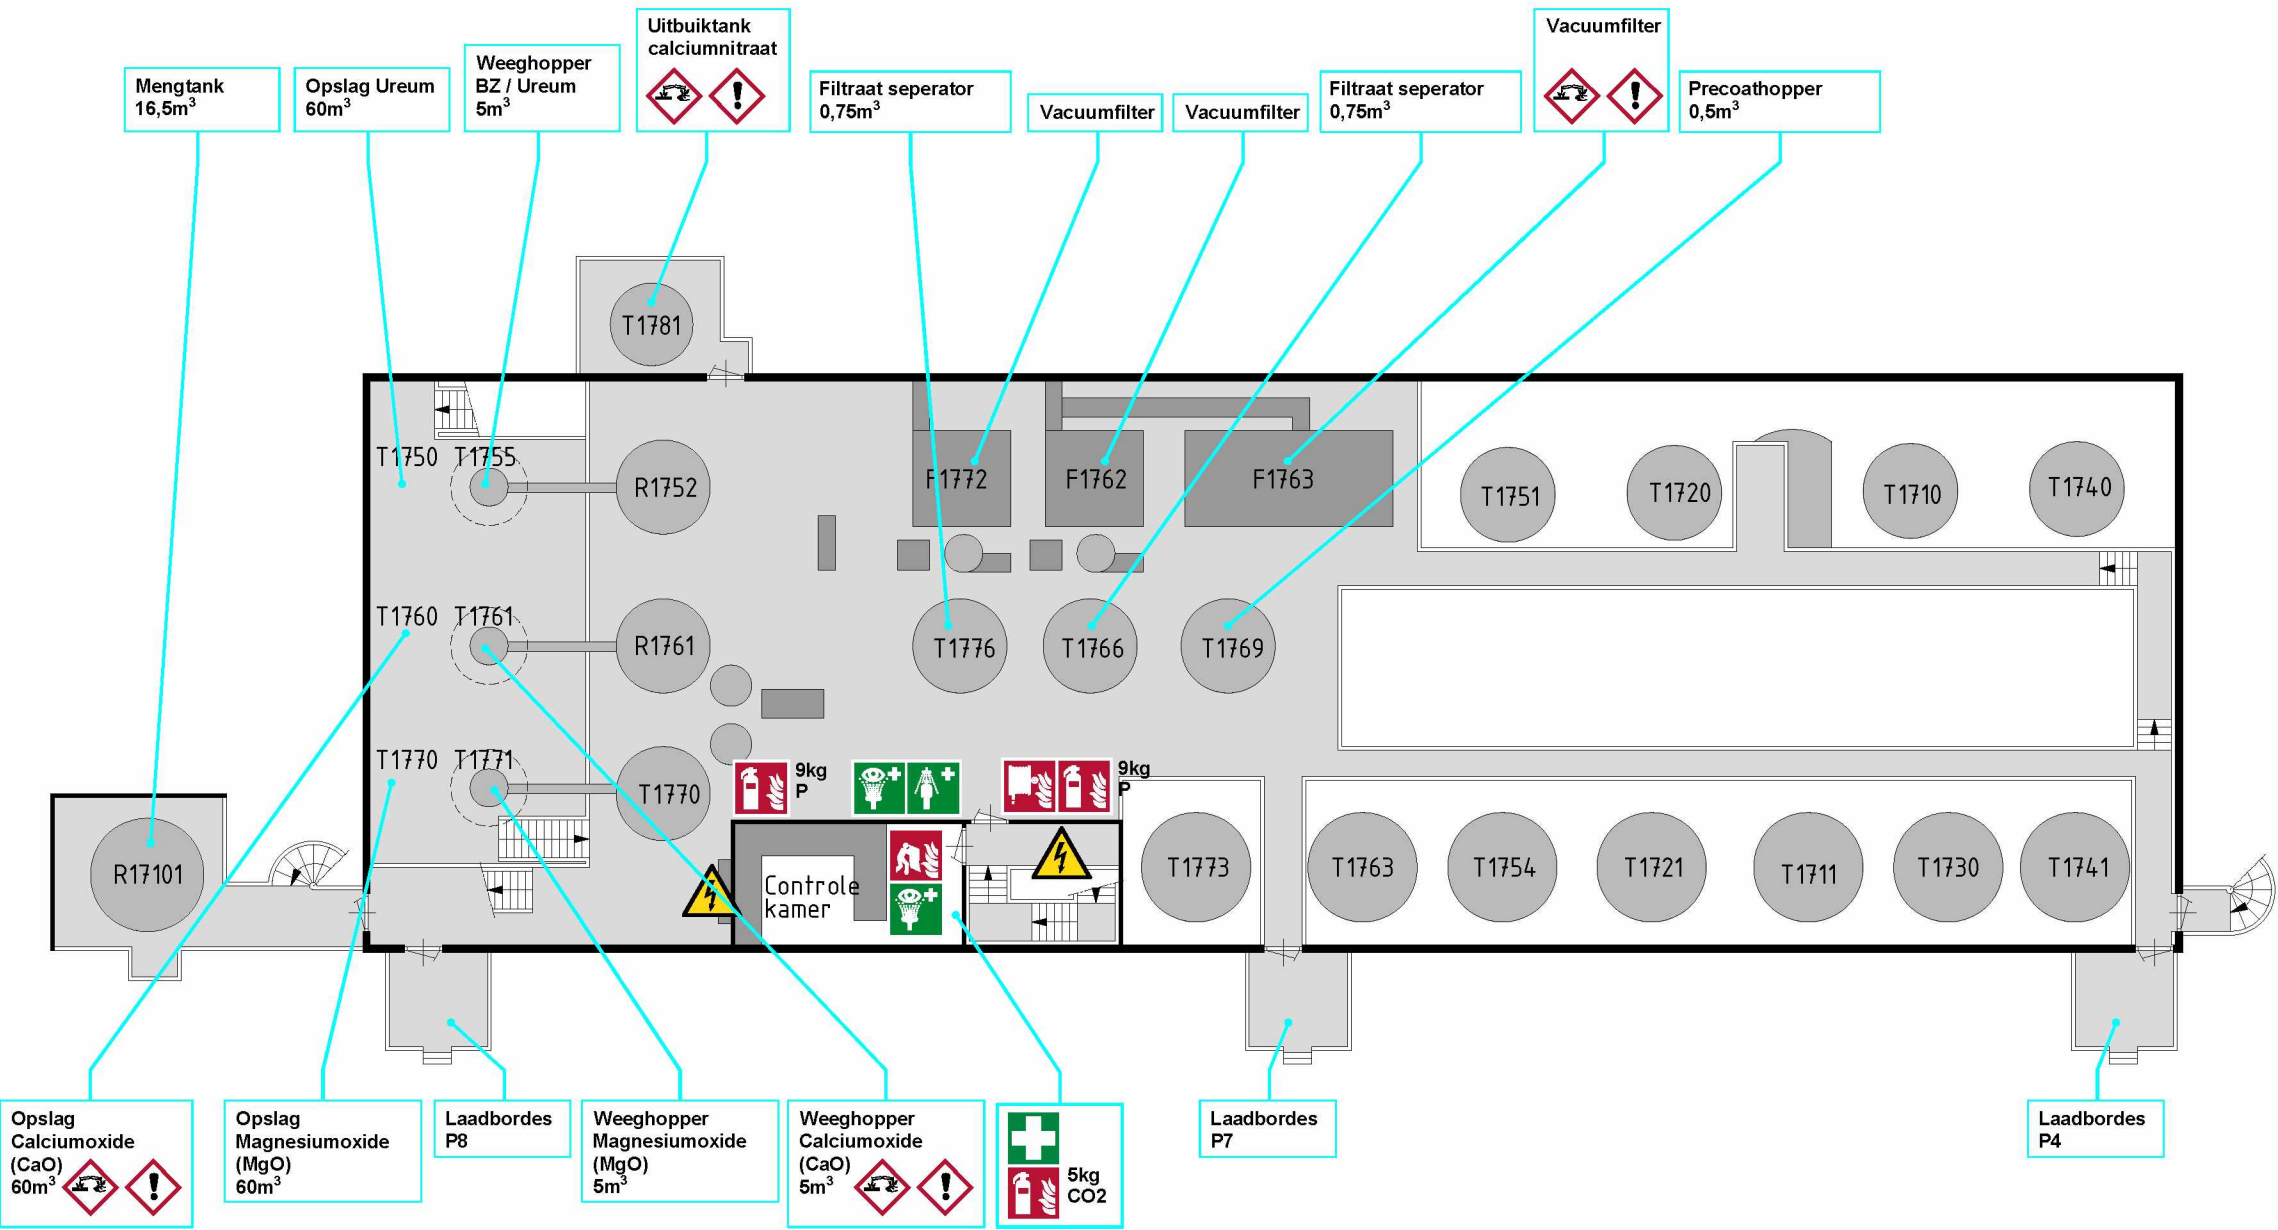 Mengtank
16,5m³
Opslag Ureum
60m³
Weeghopper
BZ / Ureum
5m³
Uitbuiktank
calciumnitraat
Filtraat seperator
0,75m³
Vacuumfilter
Vacuumfilter
Filtraat seperator
0,75m³
Vacuumfilter
Precoathopper
0,5m³
T1781
T1750
T1755
R1752
F1772
F1762
F1763
T1751
T1720
T1710
T1740
T1760
T1761
R1761
T1776
T1766
T1769
T1770
T1771
T1770
9kg
P
9kg
P
R17101
Controle
kamer
T1773
T1763
T1754
T1721
T1711
T1730
T1741
Opslag
Calciumoxide
(CaO)
60m³
Opslag
Magnesiumoxide
(MgO)
60m³
Laadbordes
P8
Weeghopper
Magnesiumoxide
(MgO)
5m³
Weeghopper
Calciumoxide
(CaO)
5m³
5kg
CO2
Laadbordes
P7
Laadbordes
P4